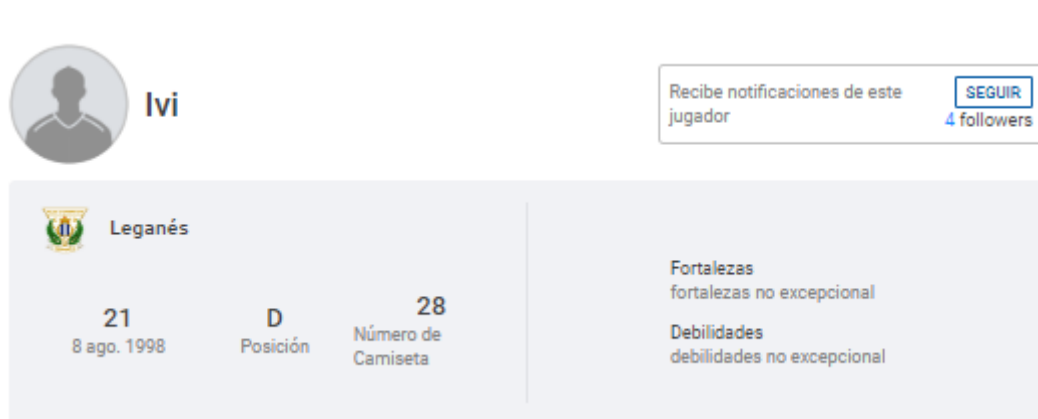 Ivi
Recibe notificaciones de este
jugador
SEGUIR
4 followers
Leganés
21
8 ago. 1998
D
Posición
28
Número de
Camiseta
Fortalezas
fortalezas no excepcional
Debilidades
debilidades no excepcional